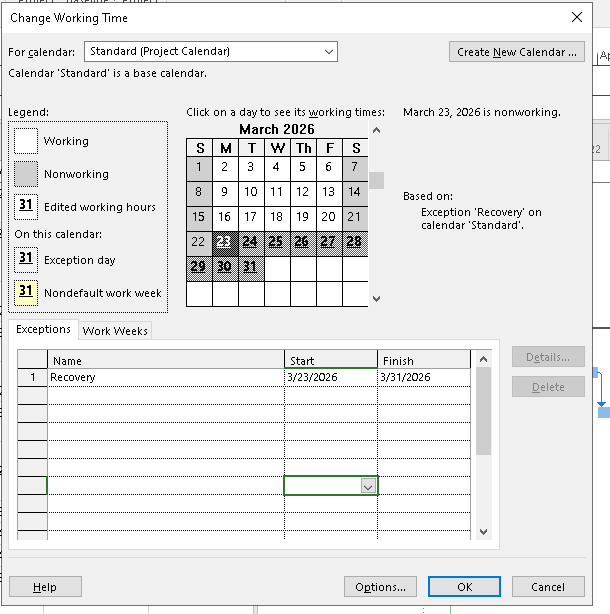 Change Working Time
For calendar: Standard (Project Calendar) Create New Calendar ...
Calendar 'Standard' is a base calendar.
Legend: Click on a day to see its working times: March 23, 2026 is nonworking.
Working
Nonworking
31 Edited working hours
On this calendar:
31 Exception day
31 Nondefault work week
March 2026
S M T W Th F S
1 2 3 4 5 6 7
8 9 10 11 12 13 14
15 16 17 18 19 20 21
22 23 24 25 26 27 28
29 30 31
Based on:
Exception 'Recovery' on
calendar 'Standard'.
Exceptions Work Weeks
Name Start Finish
1 Recovery 3/23/2026 3/31/2026
Details...
Delete
Help Options... OK Cancel
22